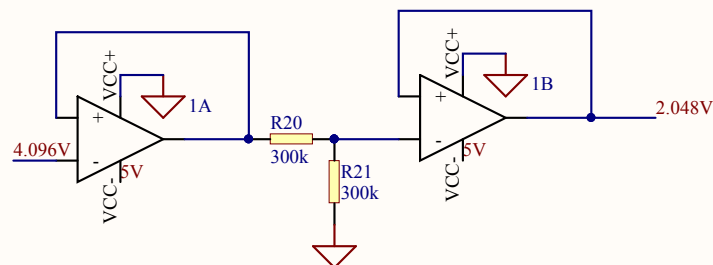 VCC+
1A
+
4.096V
-
5V
VCC-
R20
300k
R21
300k
VCC+
1B
+
2.048V
-
5V
VCC-